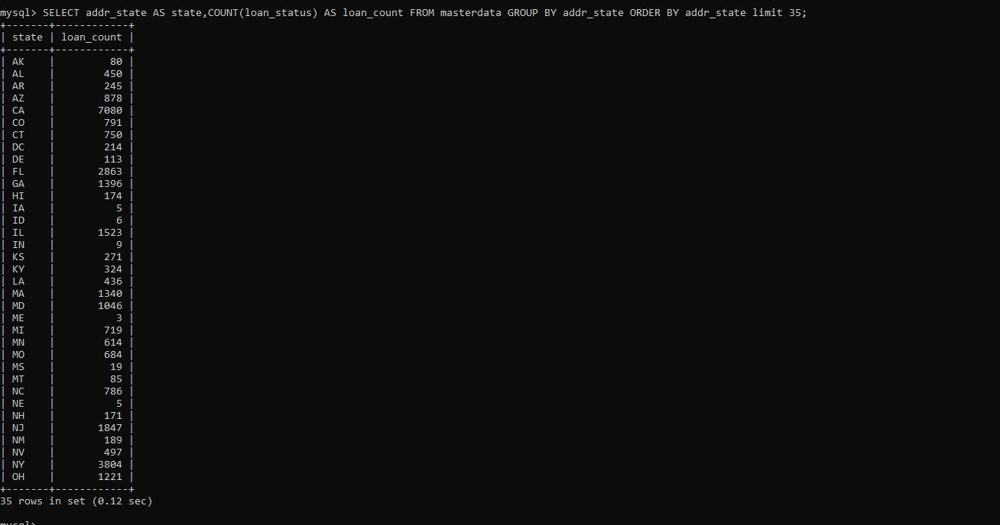 mysql> SELECT addr_state AS state,COUNT(loan_status) AS loan_count FROM masterdata GROUP BY addr_state ORDER BY addr_state limit 35;
+-------+------------+
| state | loan_count |
+-------+------------+
| AK    |         80 |
| AL    |        450 |
| AR    |        245 |
| AZ    |        878 |
| CA    |       7080 |
| CO    |        791 |
| CT    |        750 |
| DC    |        214 |
| DE    |        113 |
| FL    |       2863 |
| GA    |       1396 |
| HI    |        174 |
| IA    |          5 |
| ID    |          6 |
| IL    |       1523 |
| IN    |          9 |
| KS    |        271 |
| KY    |        324 |
| LA    |        436 |
| MA    |       1340 |
| MD    |       1046 |
| ME    |          3 |
| MI    |        719 |
| MN    |        614 |
| MO    |        684 |
| MS    |         19 |
| MT    |         85 |
| NC    |        786 |
| NE    |          5 |
| NH    |        171 |
| NJ    |       1847 |
| NM    |        189 |
| NV    |        497 |
| NY    |       3804 |
| OH    |       1221 |
+-------+------------+
35 rows in set (0.12 sec)
mysql>